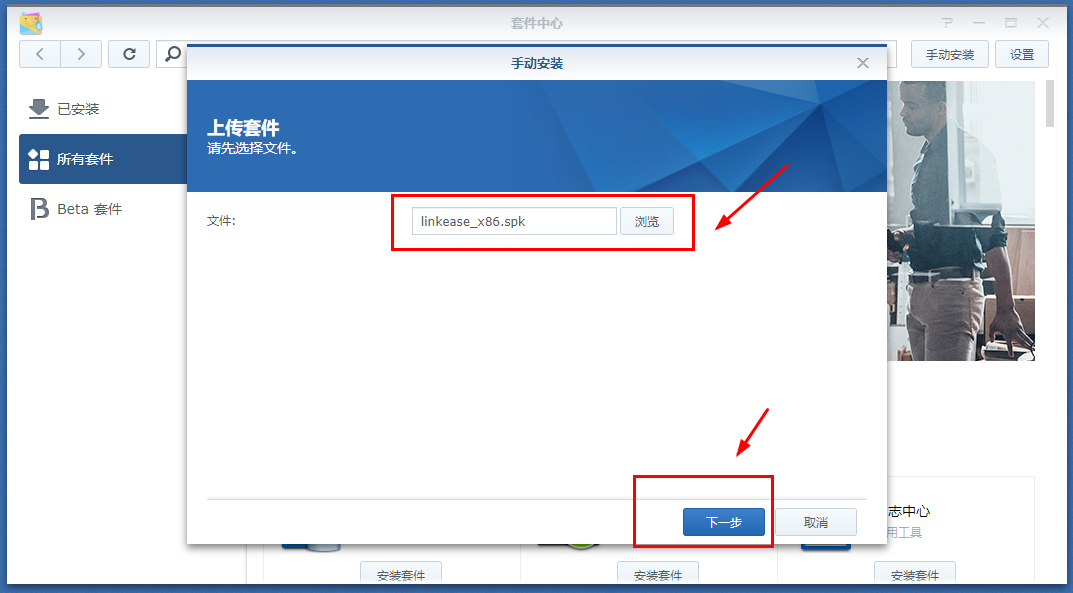 套件中心
手动安装
设置
手动安装
已安装
所有套件
Beta 套件
上传套件
请先选择文件。
文件:
linkease_x86.spk
浏览
下一步
取消
志中心
用工具
安装套件
安装套件
安装套件